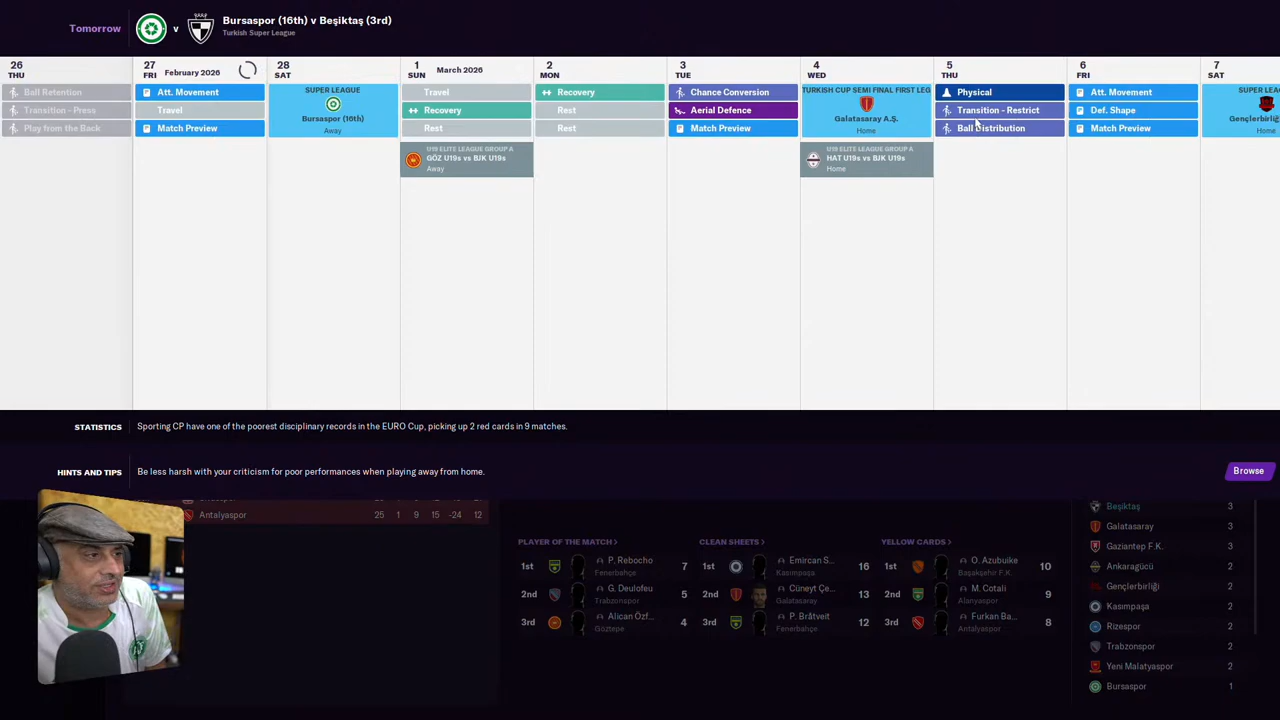 Tomorrow
v
Bursaspor (16th) v Beşiktaş (3rd)
Turkish Super League
26
THU
27
FRI
February 2026
28
SAT
1
SUN
March 2026
2
MON
3
TUE
4
WED
5
THU
6
FRI
7
SAT
Ball Retention
Transition - Press
Play from the Back
Att. Movement
Travel
Match Preview
SUPER LEAGUE
Bursaspor (16th)
Away
Travel
Recovery
Rest
U19 ELITE LEAGUE GROUP A
GÖZ U19s vs BJK U19s
Away
Recovery
Rest
Rest
Chance Conversion
Aerial Defence
Match Preview
TURKISH CUP SEMI FINAL FIRST LEG
Galatasaray A.Ş.
Home
U19 ELITE LEAGUE GROUP A
HAT U19s vs BJK U19s
Home
Physical
Transition - Restrict
Ball Distribution
Att. Movement
Def. Shape
Match Preview
SUPER LEA
Gençlerbirliğ
Home
STATISTICS
Sporting CP have one of the poorest disciplinary records in the EURO Cup, picking up 2 red cards in 9 matches.
HINTS AND TIPS
Be less harsh with your criticism for poor performances when playing away from home.
Browse
Antalyaspor 25 1 9 15 -24 12
PLAYER OF THE MATCH >
1st P. Rebocho 7
Fenerbahçe
2nd G. Deulofeu 5
Trabzonspor
3rd Alican Özf... 4
Göztepe
CLEAN SHEETS >
1st Emircan S... 16
Kasımpaşa
2nd Cüneyt Çe... 13
Galatasaray
3rd P. Bråtveit 12
Fenerbahçe
YELLOW CARDS >
1st O. Azubuike 10
Başakşehir F.K.
2nd M. Cotali 9
Alanyaspor
3rd Furkan Ba... 8
Antalyaspor
Beşiktaş 3
Galatasaray 3
Gaziantep F.K. 3
Ankaragücü 2
Gençlerbirliği 2
Kasımpaşa 2
Rizespor 2
Trabzonspor 2
Yeni Malatyaspor 2
Bursaspor 1